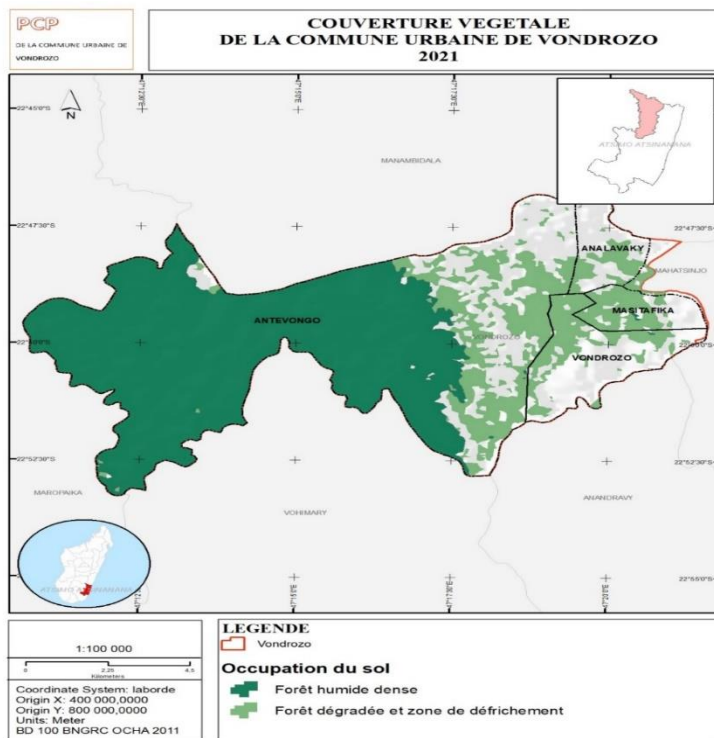 PCP
DE LA COMMUNE URBAINE DE
VONDROZO
COUVERTURE VEGETALE
DE LA COMMUNE URBAINE DE VONDROZO
2021
N
ATSIMO ATSINANANA
MANAMBIDALA
22°45'0"S
22°47'30"S
22°47'30"S
ANALAVAKY
MAHATSINJO
MASITAFIKA
ANTEVONGO
VONDROZO
22°52'30"S
22°52'30"S
MAROPAIKA
VOHIMARY
ANANDRAVY
22°55'0"S
ATSIMO ATSINANANA
1:100 000
0 2,25 4,5
Kilometers
Coordinate System: laborde
Origin X: 400 000,0000
Origin Y: 800 000,0000
Units: Meter
BD 100 BNGRC OCHA 2011
LEGENDE
Vondrozo
Occupation du sol
Forêt humide dense
Forêt dégradée et zone de défrichement